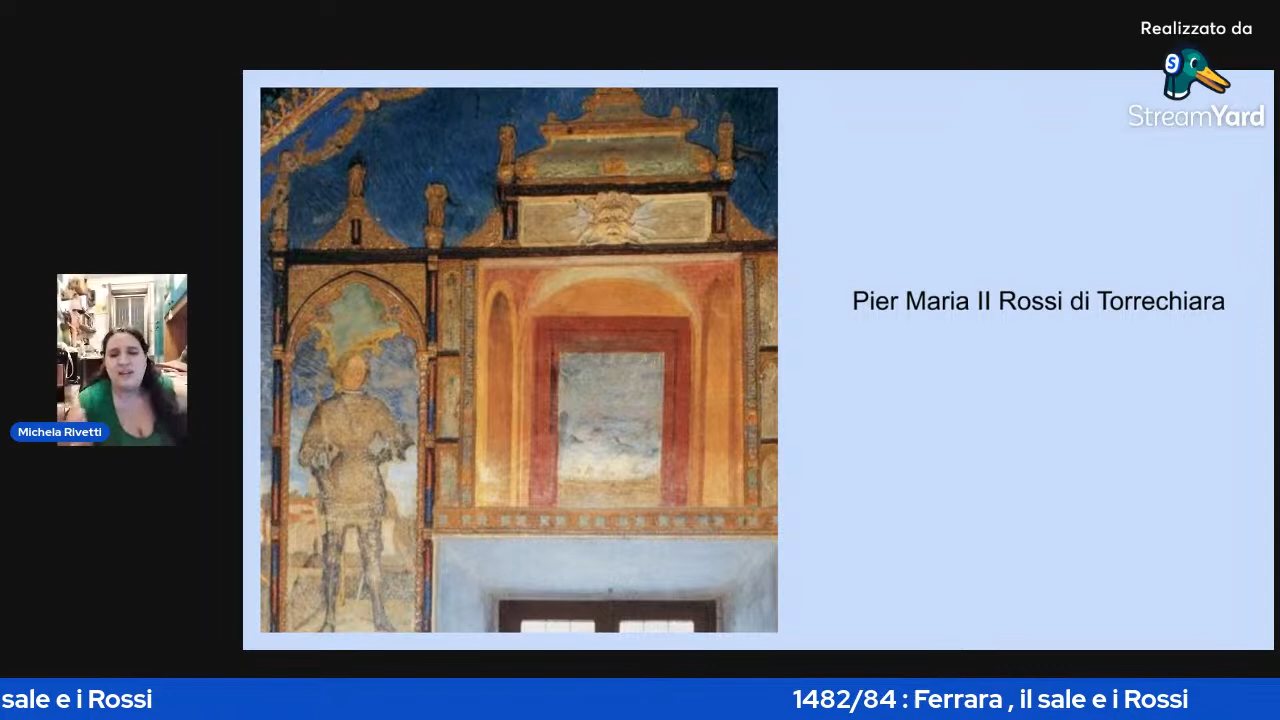 Realizzato da
StreamYard
Pier Maria II Rossi di Torrechiara
Michela Rivetti
sale e i Rossi
1482/84 : Ferrara , il sale e i Rossi